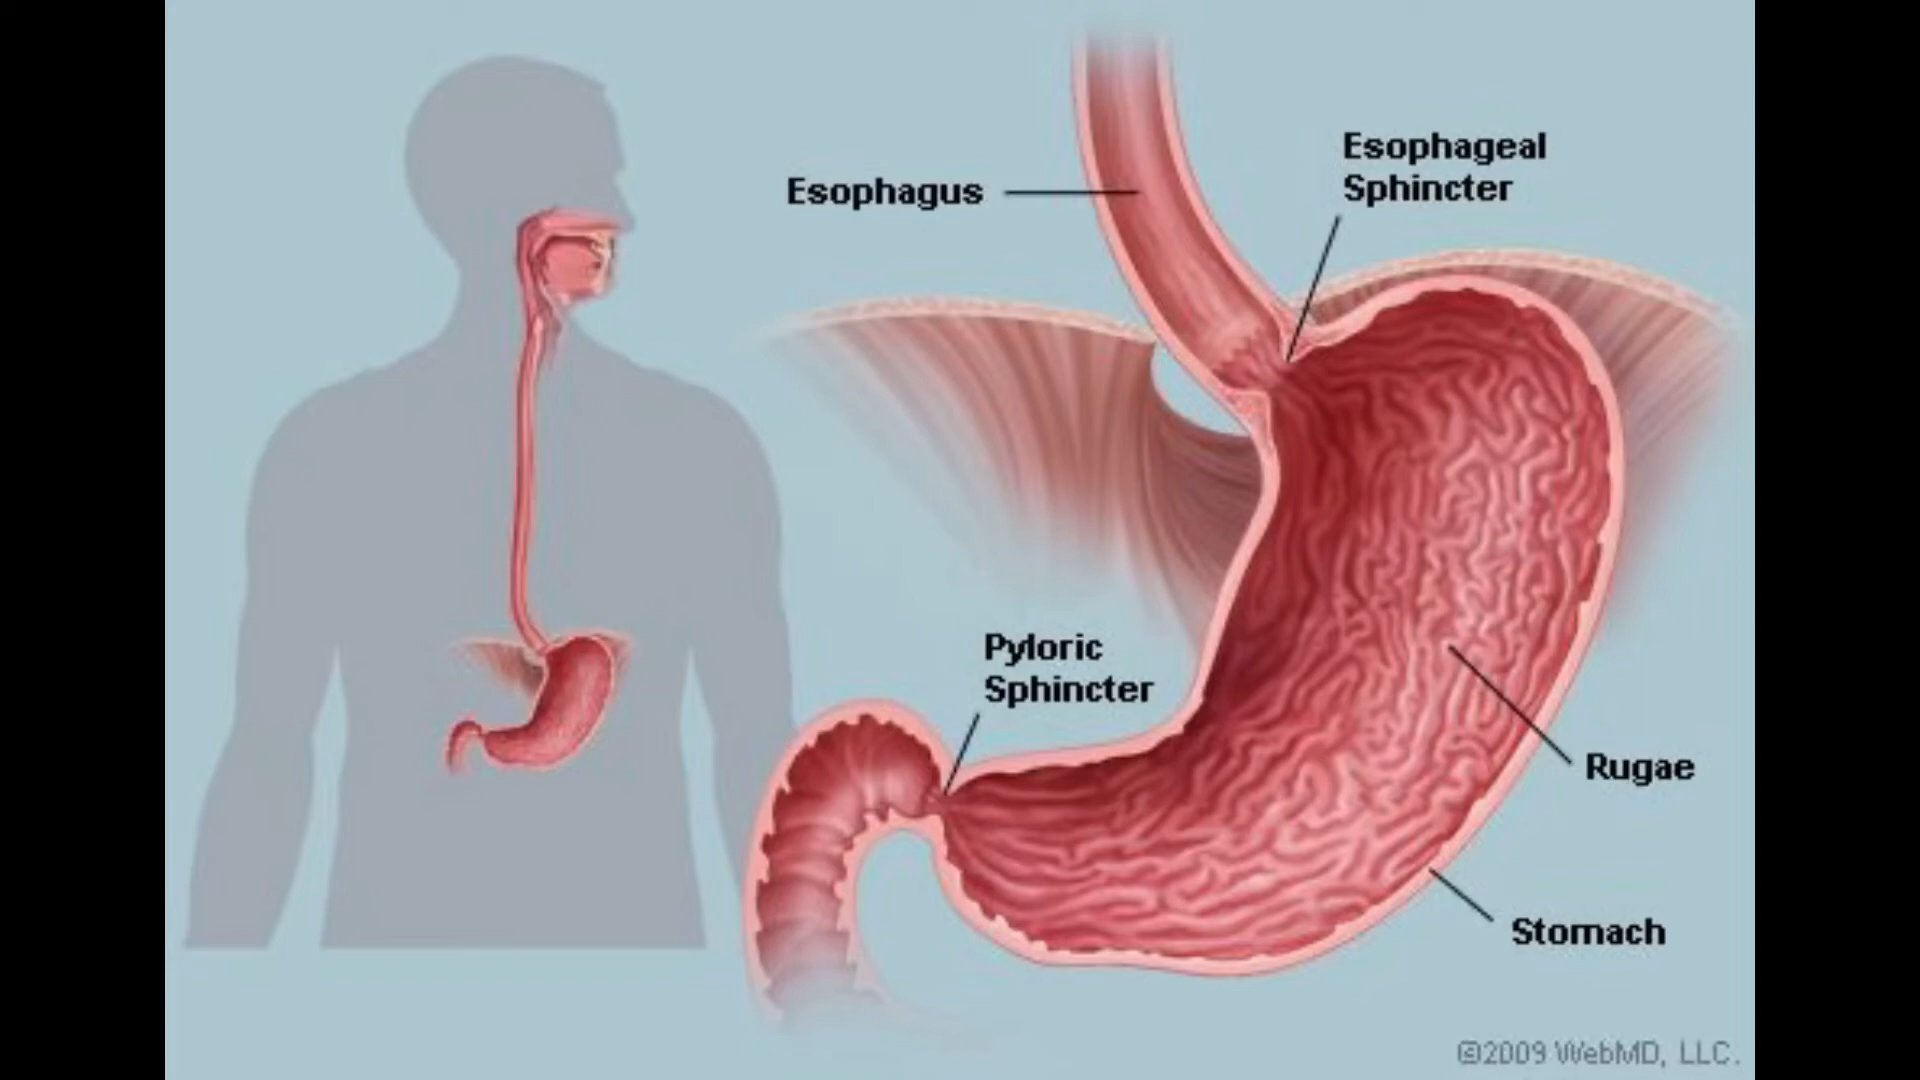 Esophageal
Sphincter
Esophagus
Pyloric
Sphincter
Rugae
Stomach
©2009 WebMD, LLC.